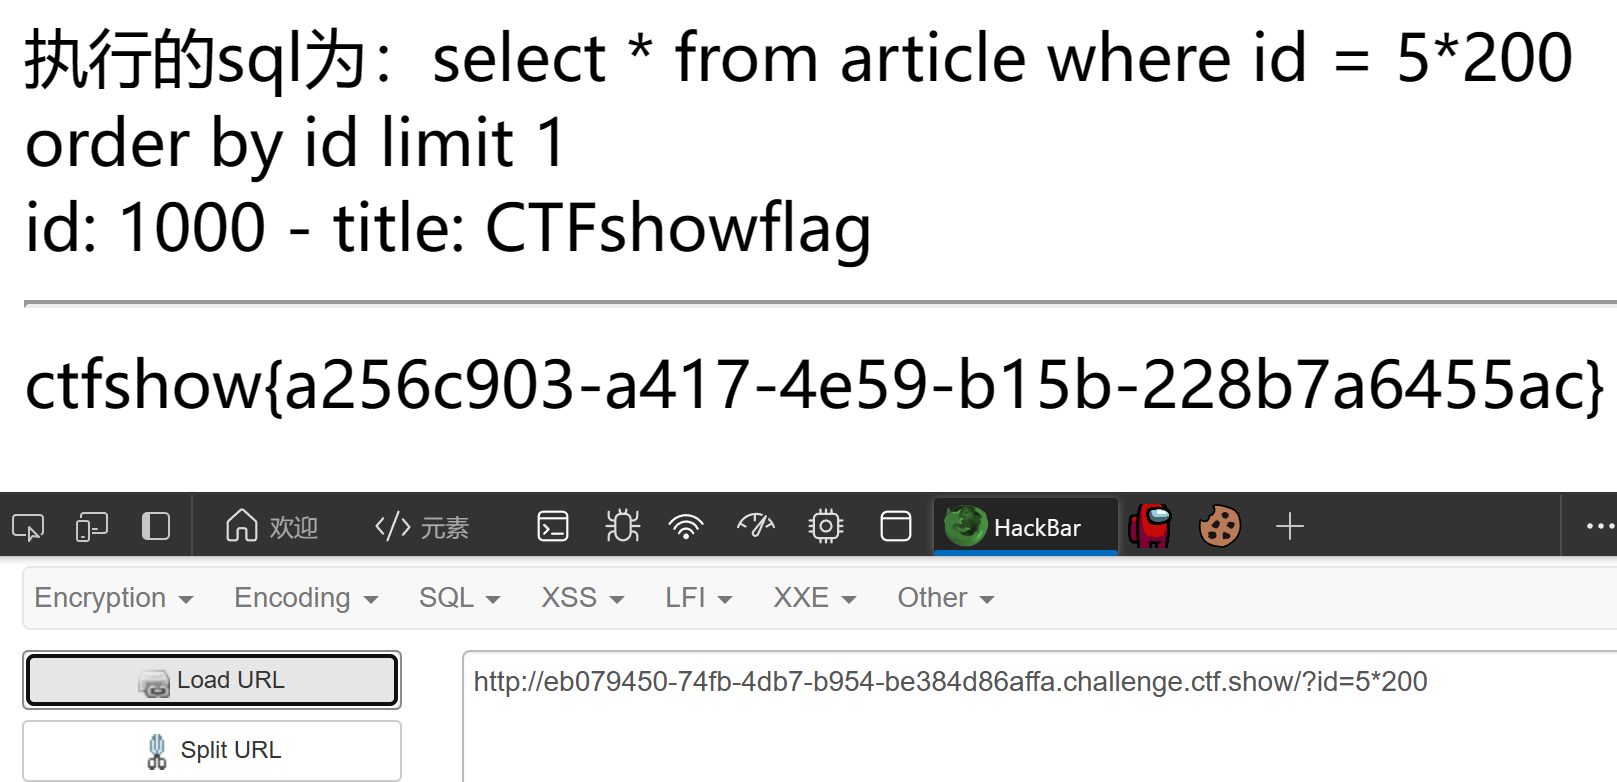 执行的sql为：select * from article where id = 5*200
order by id limit 1
id: 1000 - title: CTFshowflag
ctfshow{a256c903-a417-4e59-b15b-228b7a6455ac}
欢迎 </> 元素 HackBar
Encryption Encoding SQL XSS LFI XXE Other
Load URL http://eb079450-74fb-4db7-b954-be384d86affa.challenge.ctf.show/?id=5*200
Split URL